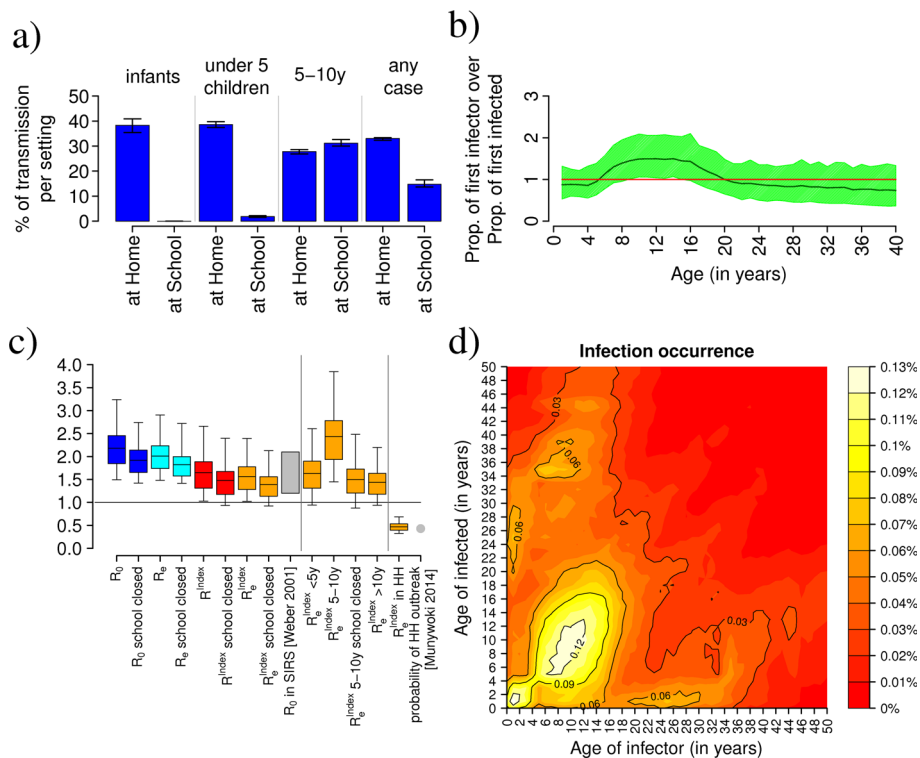 a)
infants
under 5
children
5−10y
any
case
% of transmission
per setting
50
40
30
20
10
0
at Home
at School
at Home
at School
at Home
at School
at Home
at School
b)
Prop. of first infector over
Prop. of first infected
3
2
1
0
0 4 8 12 16 20 24 28 32 36 40
Age (in years)
c)
4.0
3.5
3.0
2.5
2.0
1.5
1.0
0.5
0.0
R0
R0 school closed
Re
Re school closed
RIndex
RIndex school closed
ReIndex
ReIndex school closed
R0 in SIRS [Weber 2001]
ReIndex <5y
ReIndex 5−10y
ReIndex 5−10y school closed
ReIndex >10y
ReIndex in HH
probability of HH outbreak
[Munywoki 2014]
d)
Infection occurrence
Age of infected (in years)
50
48
44
42
40
38
36
34
32
30
28
26
24
22
20
18
16
14
12
10
8
6
4
2
0
0.03
0.06
0.06
0.12
0.09
0.03
0.06
0.06
0 2 4 6 8 10 12 14 16 18 20 22 24 26 28 30 32 34 36 38 40 42 44 46 48 50
Age of infector (in years)
0.13%
0.12%
0.1%
0.09%
0.08%
0.07%
0.06%
0.05%
0.04%
0.03%
0.02%
0.01%
0%